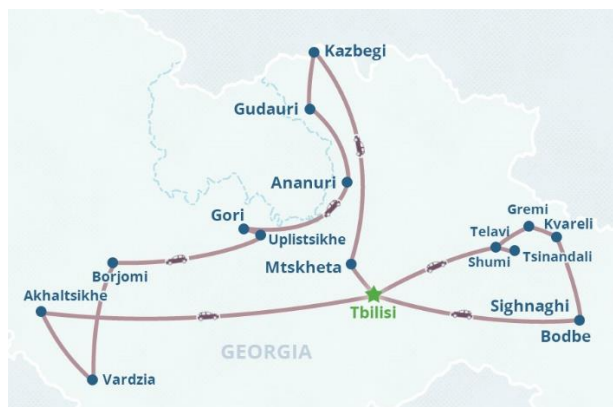 Kazbegi
Gudauri
Ananuri
Gori
Uplistsikhe
Gremi
Kvareli
Telavi
Shumi
Tsinandali
Mtskheta
Borjomi
Akhaltsikhe
Sighnaghi
Tbilisi
Bodbe
GEORGIA
Vardzia